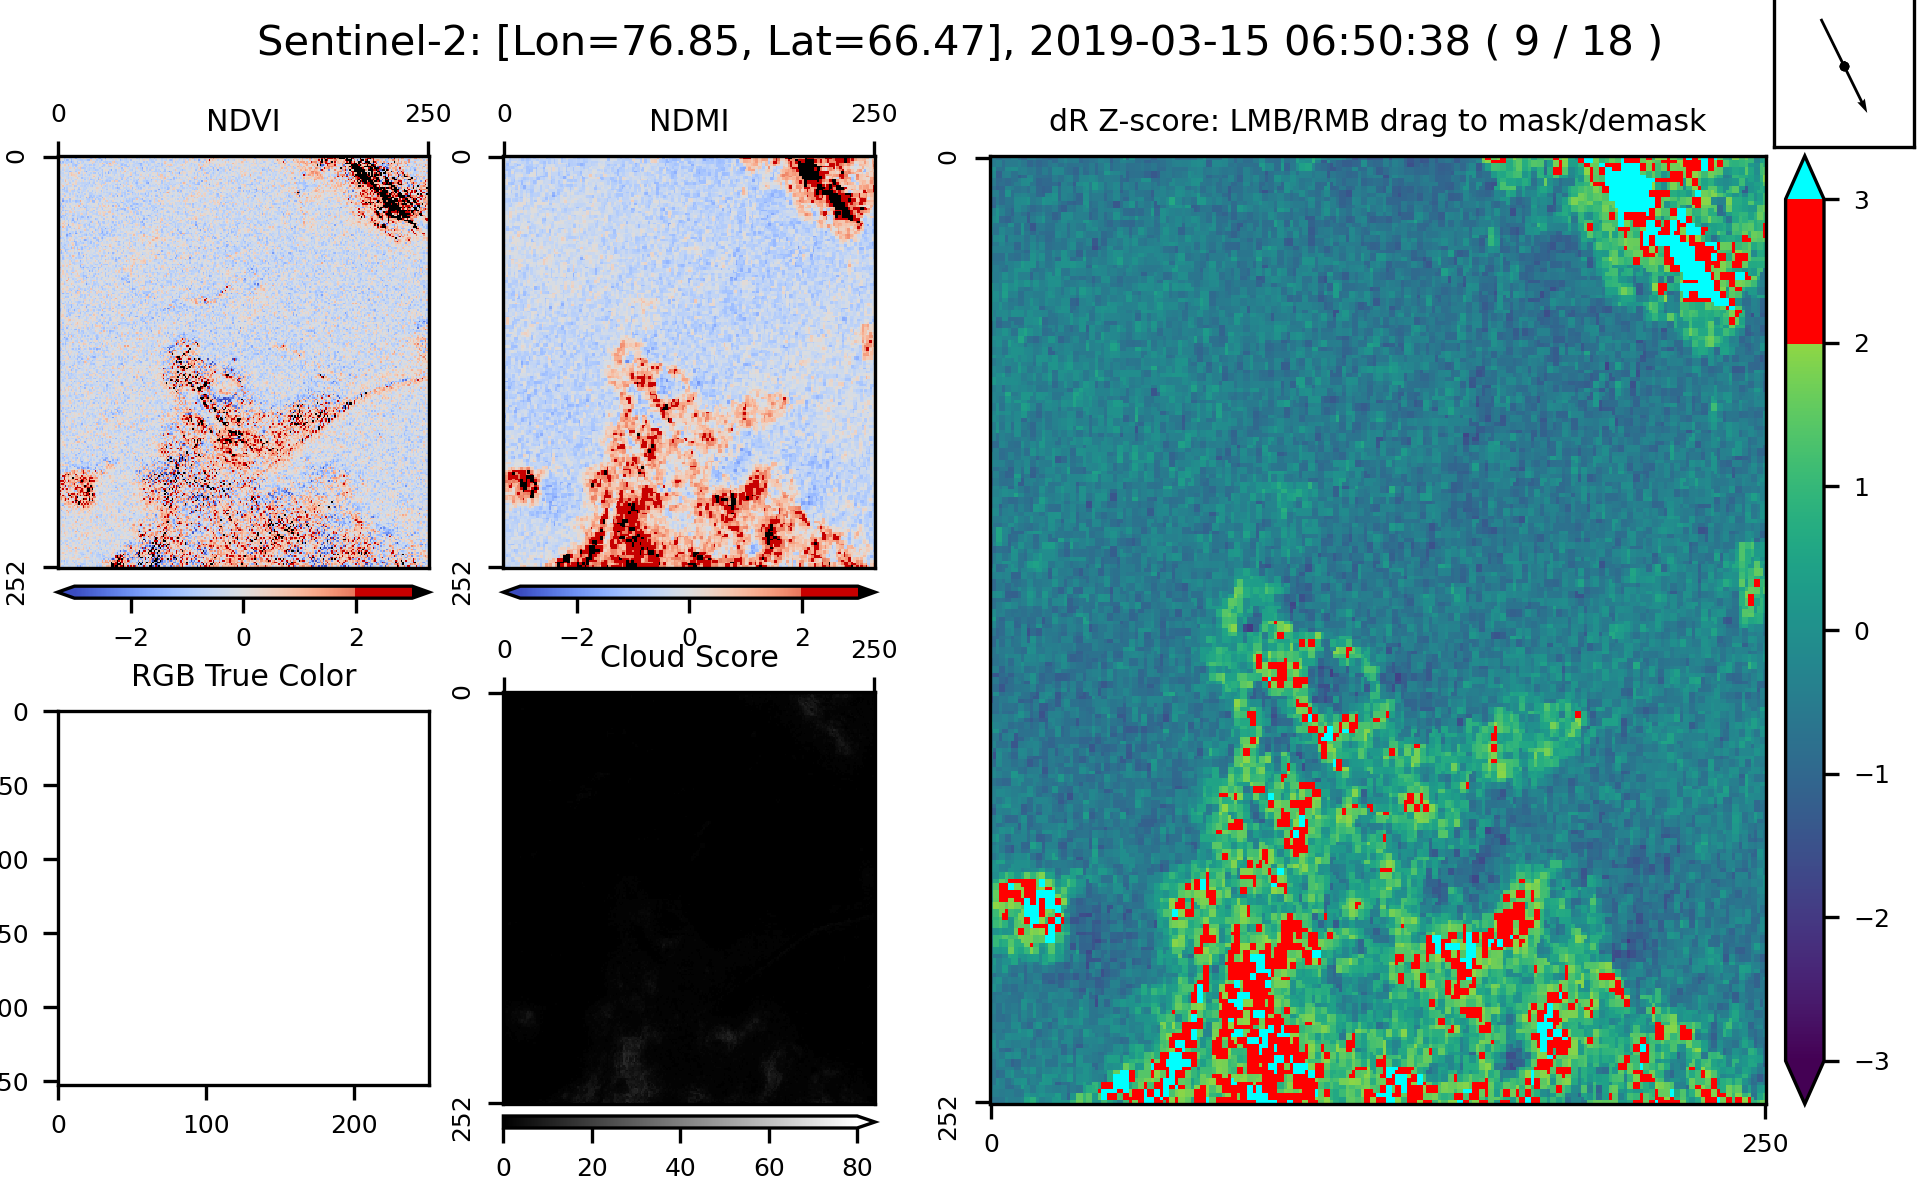 Sentinel-2: [Lon=76.85, Lat=66.47], 2019-03-15 06:50:38 ( 9 / 18 )
0 NDVI 250
0
252
−2 0 2
0 NDMI 250
0
252
−2 0 2
dR Z-score: LMB/RMB drag to mask/demask
0
252
0 250
3
2
1
0
−1
−2
−3
RGB True Color
0
50
00
50
00
50
0 100 200
0 Cloud Score 250
0
252
0 20 40 60 80